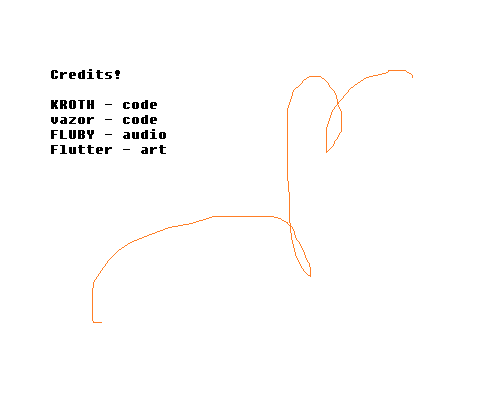 Credits!
KROTH - code
vazor - code
FLUBY - audio
Flutter - art